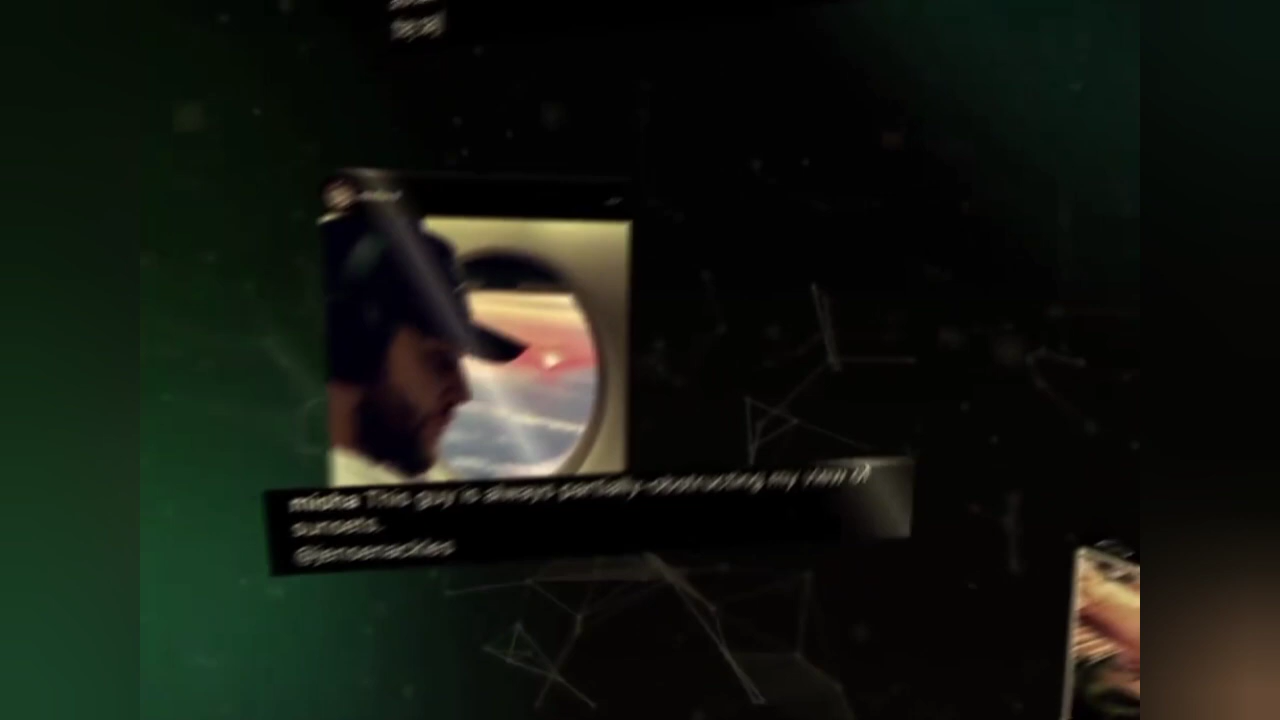 misha This guy is always partially obstructing my view of
sunsets.
@jensenackles